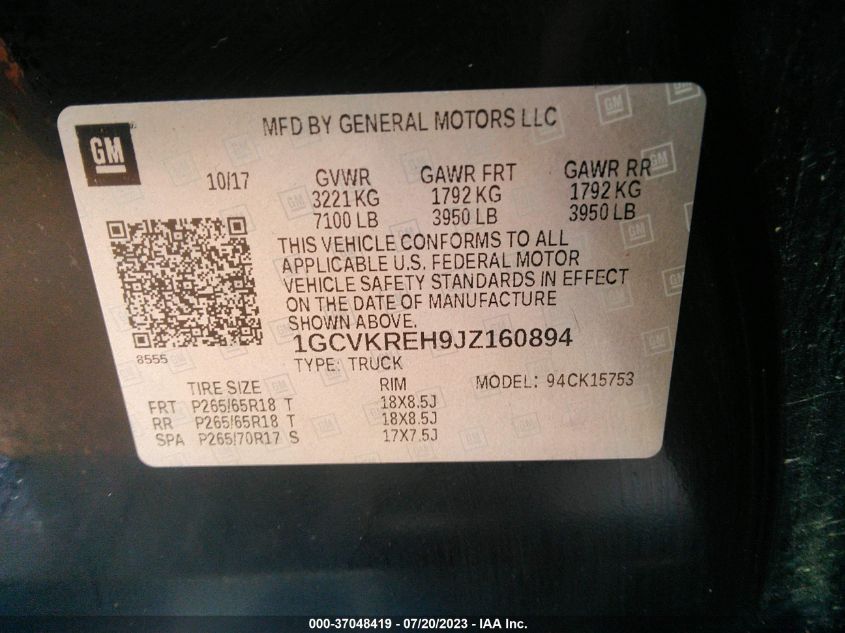 GM
MFD BY GENERAL MOTORS LLC
10/17 GVWR GAWR FRT GAWR RR
3221 KG 1792 KG 1792 KG
7100 LB 3950 LB 3950 LB
THIS VEHICLE CONFORMS TO ALL
APPLICABLE U.S. FEDERAL MOTOR
VEHICLE SAFETY STANDARDS IN EFFECT
ON THE DATE OF MANUFACTURE
SHOWN ABOVE.
1GCVKREH9JZ160894
8555
TYPE: TRUCK
TIRE SIZE RIM MODEL: 94CK15753
FRT P265/65R18 T 18X8.5J
RR P265/65R18 T 18X8.5J
SPA P265/70R17 S 17X7.5J
000-37048419 - 07/20/2023 - IAA Inc.